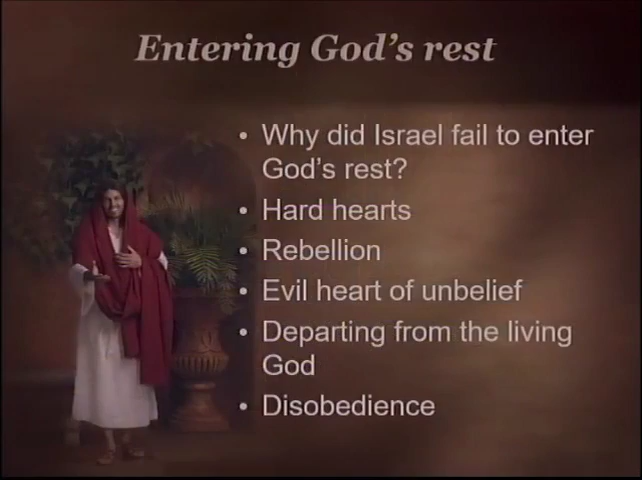 Entering God's rest
• Why did Israel fail to enter
God's rest?
• Hard hearts
• Rebellion
• Evil heart of unbelief
• Departing from the living
God
• Disobedience